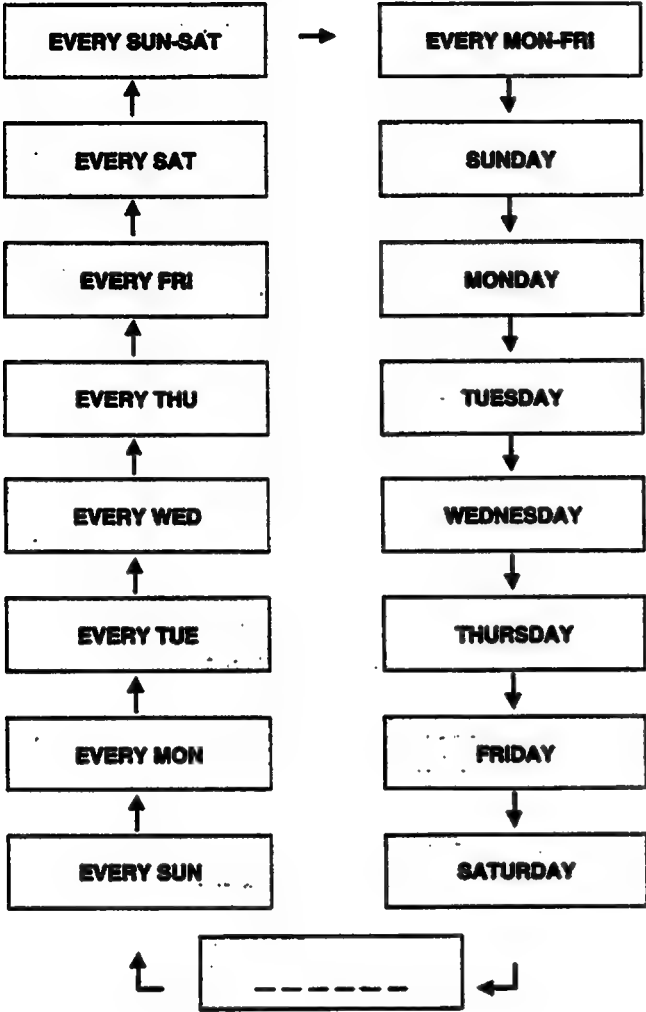 EVERY SUN-SAT
EVERY MON-FRI
EVERY SAT
SUNDAY
EVERY FRI
MONDAY
EVERY THU
TUESDAY
EVERY WED
WEDNESDAY
EVERY TUE
THURSDAY
EVERY MON
FRIDAY
EVERY SUN
SATURDAY
_ _ _ _ _ _